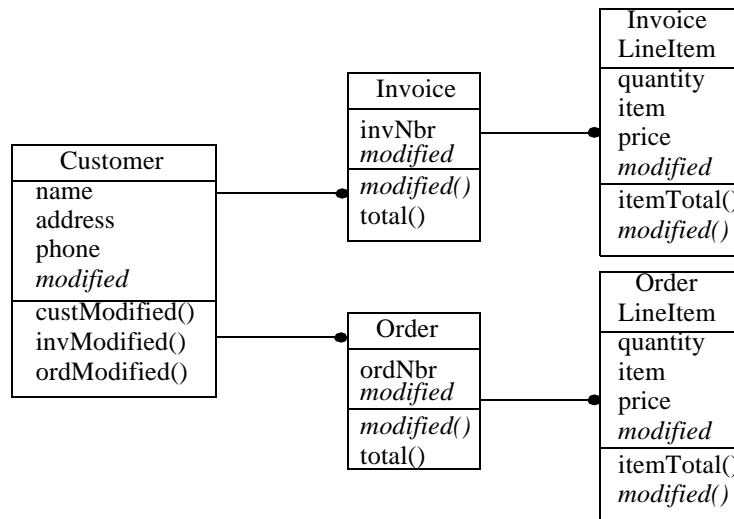 Customer
name
address
phone
modified
custModified()
invModified()
ordModified()
Invoice
invNbr
modified
modified()
total()
Order
ordNbr
modified
modified()
total()
Invoice
LineItem
quantity
item
price
modified
itemTotal()
modified()
Order
LineItem
quantity
item
price
modified
itemTotal()
modified()